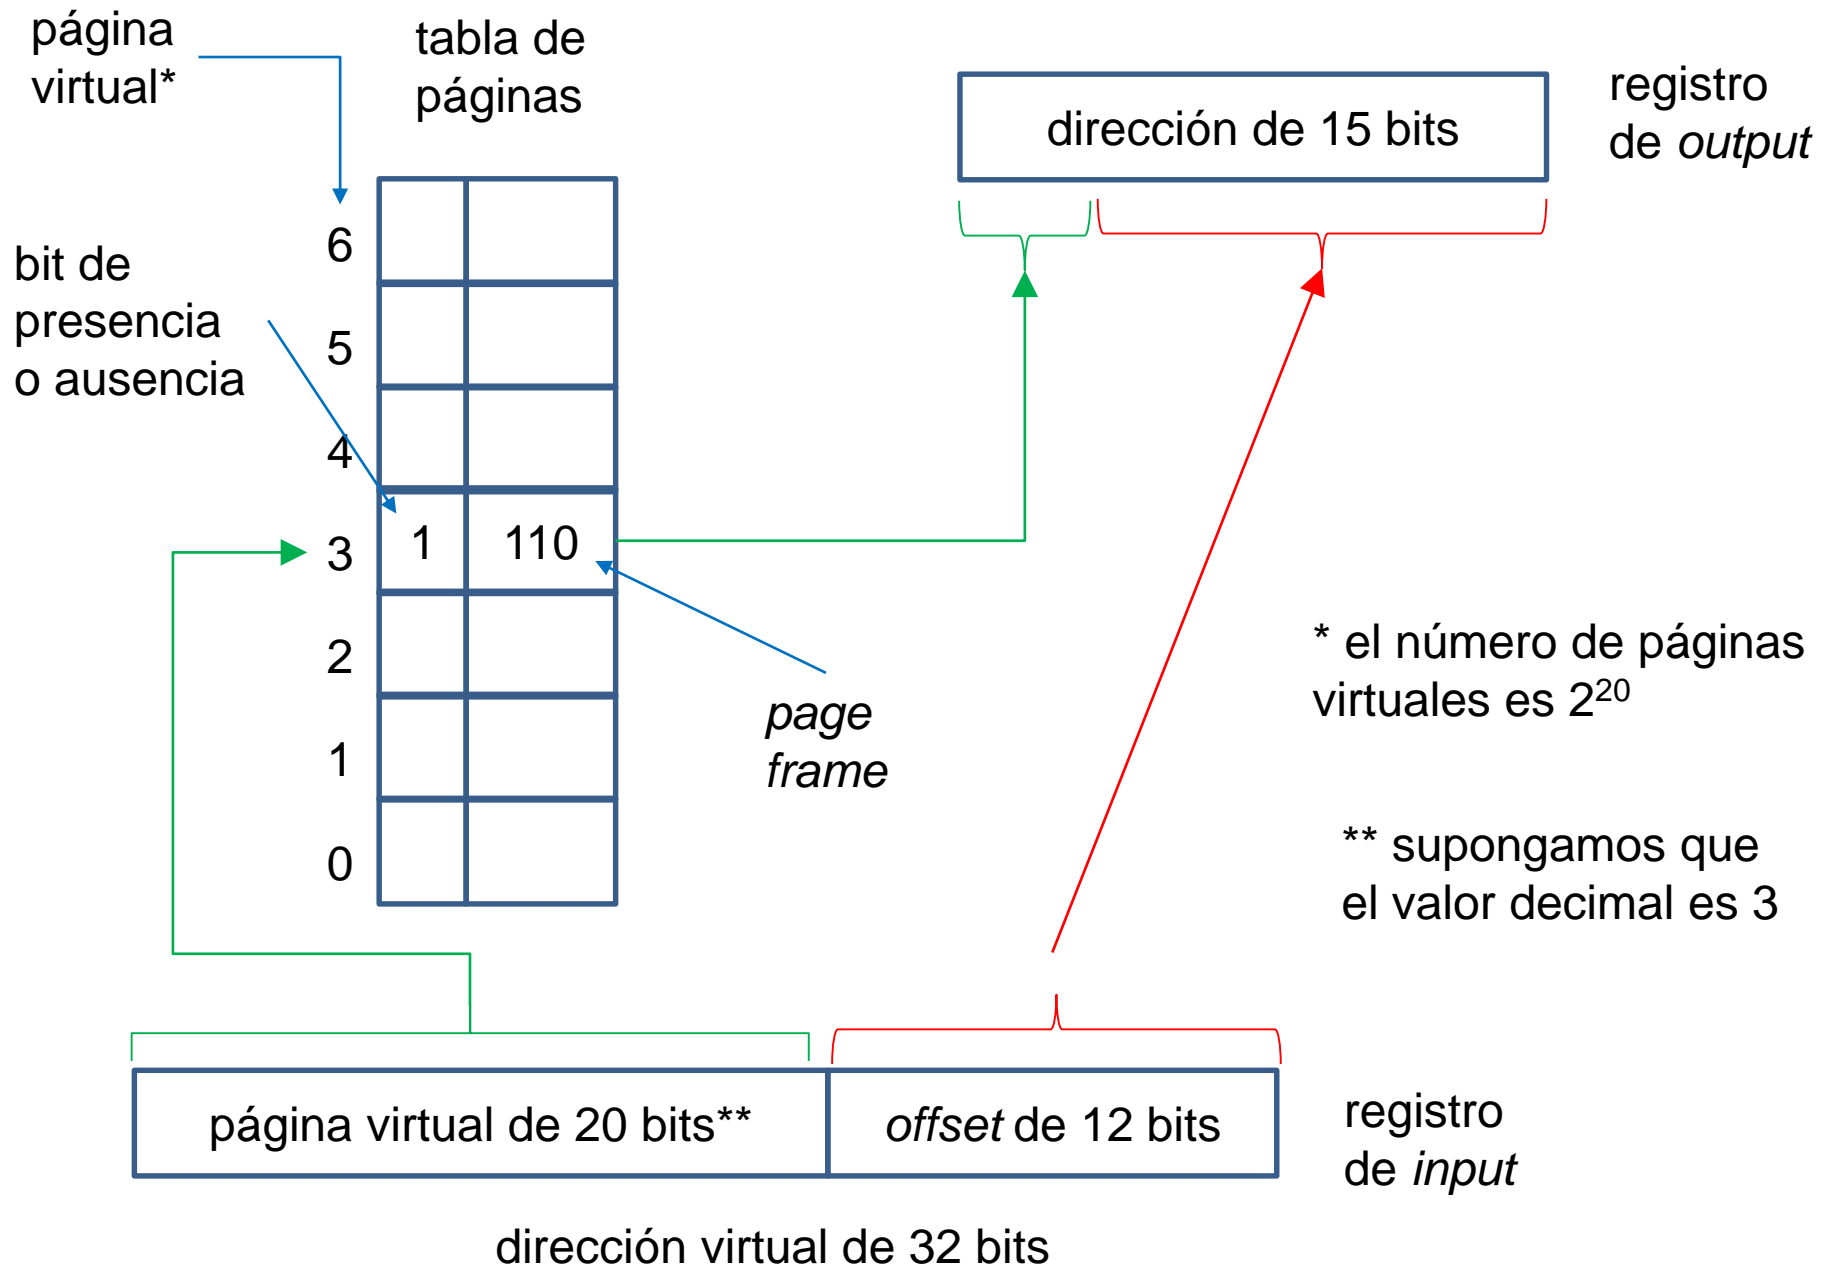 página
virtual*
tabla de
páginas
dirección de 15 bits
registro
de output
6
bit de
presencia
o ausencia
5
4
3
1
110
2
page
frame
1
0
* el número de páginas
virtuales es 2²⁰
** supongamos que
el valor decimal es 3
página virtual de 20 bits**
offset de 12 bits
registro
de input
dirección virtual de 32 bits